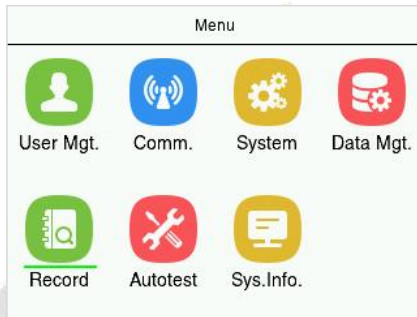 Menu
User Mgt. Comm. System Data Mgt.
Record Autotest Sys.Info.